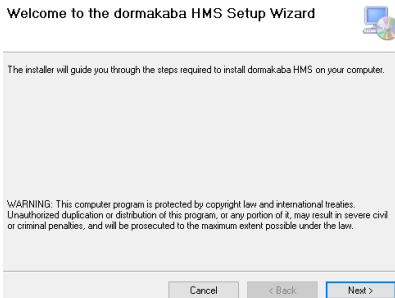 Welcome to the dormakaba HMS Setup Wizard
The installer will guide you through the steps required to install dormakaba HMS on your computer.
WARNING: This computer program is protected by copyright law and international treaties.
Unauthorized duplication or distribution of this program, or any portion of it, may result in severe civil
or criminal penalties, and will be prosecuted to the maximum extent possible under the law.
Cancel < Back Next >